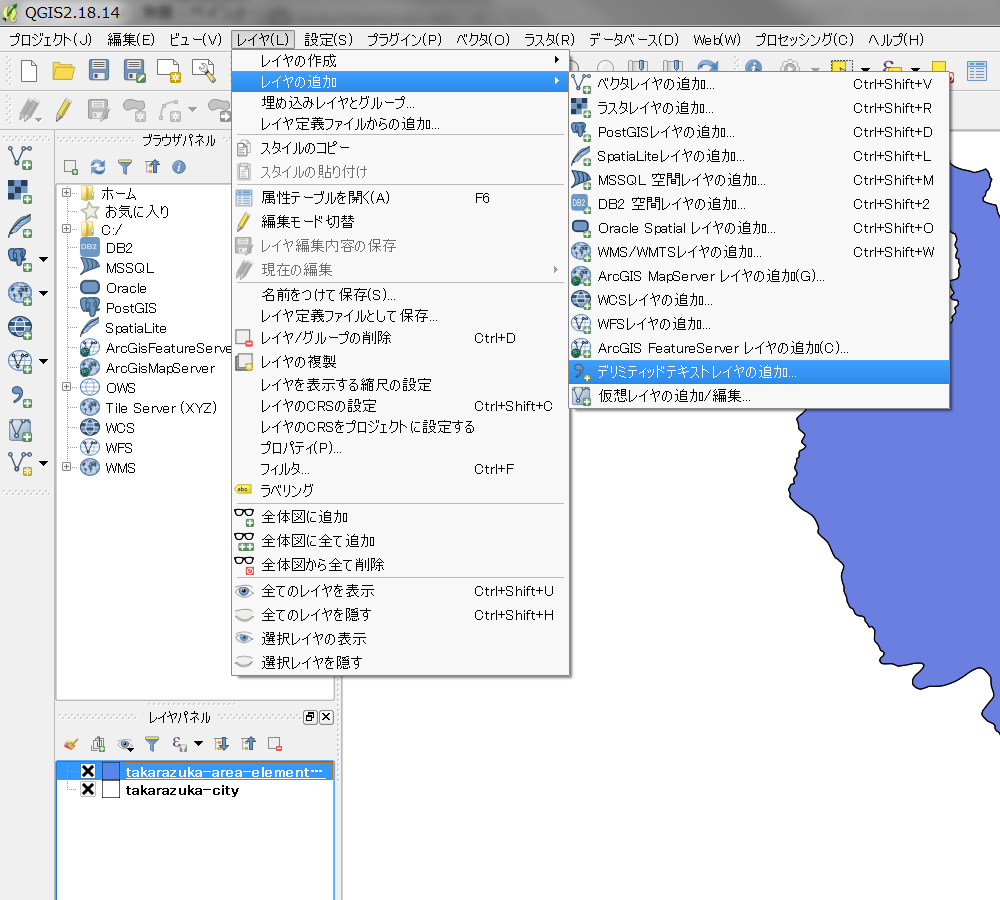 QGIS2.18.14
プロジェクト(J) 編集(E) ビュー(V) レイヤ(L) 設定(S) プラグイン(P) ベクタ(O) ラスタ(R) データベース(D) Web(W) プロセッシング(C) ヘルプ(H)
レイヤの作成
レイヤの追加
埋め込みレイヤとグループ...
レイヤ定義ファイルからの追加...
スタイルのコピー
スタイルの貼り付け
属性テーブルを開く(A) F6
編集モード切替
レイヤ編集内容の保存
現在の編集
名前をつけて保存(S)...
レイヤ定義ファイルとして保存...
レイヤ/グループの削除 Ctrl+D
レイヤの複製
レイヤを表示する縮尺の設定
レイヤのCRSの設定 Ctrl+Shift+C
レイヤのCRSをプロジェクトに設定する
プロパティ(P)...
フィルタ... Ctrl+F
abc ラベリング
全体図に追加
全体図に全て追加
全体図から全て削除
全てのレイヤを表示 Ctrl+Shift+U
全てのレイヤを隠す Ctrl+Shift+H
選択レイヤの表示
選択レイヤを隠す
ベクタレイヤの追加... Ctrl+Shift+V
ラスタレイヤの追加... Ctrl+Shift+R
PostGISレイヤの追加... Ctrl+Shift+D
SpatiaLiteレイヤの追加... Ctrl+Shift+L
MSSQL 空間レイヤの追加... Ctrl+Shift+M
DB2 DB2 空間レイヤの追加... Ctrl+Shift+2
Oracle Spatial レイヤの追加... Ctrl+Shift+O
WMS/WMTSレイヤの追加... Ctrl+Shift+W
ArcGIS MapServer レイヤの追加(G)...
WCSレイヤの追加...
WFSレイヤの追加...
ArcGIS FeatureServer レイヤの追加(C)...
デリミティッドテキストレイヤの追加...
仮想レイヤの追加/編集...
ブラウザパネル
ホーム
お気に入り
C:/
DB2 DB2
MSSQL
Oracle
PostGIS
SpatiaLite
ArcGisFeatureServe
ArcGisMapServer
OWS
Tile Server (XYZ)
WCS
WFS
WMS
レイヤパネル
takarazuka-area-element…
takarazuka-city